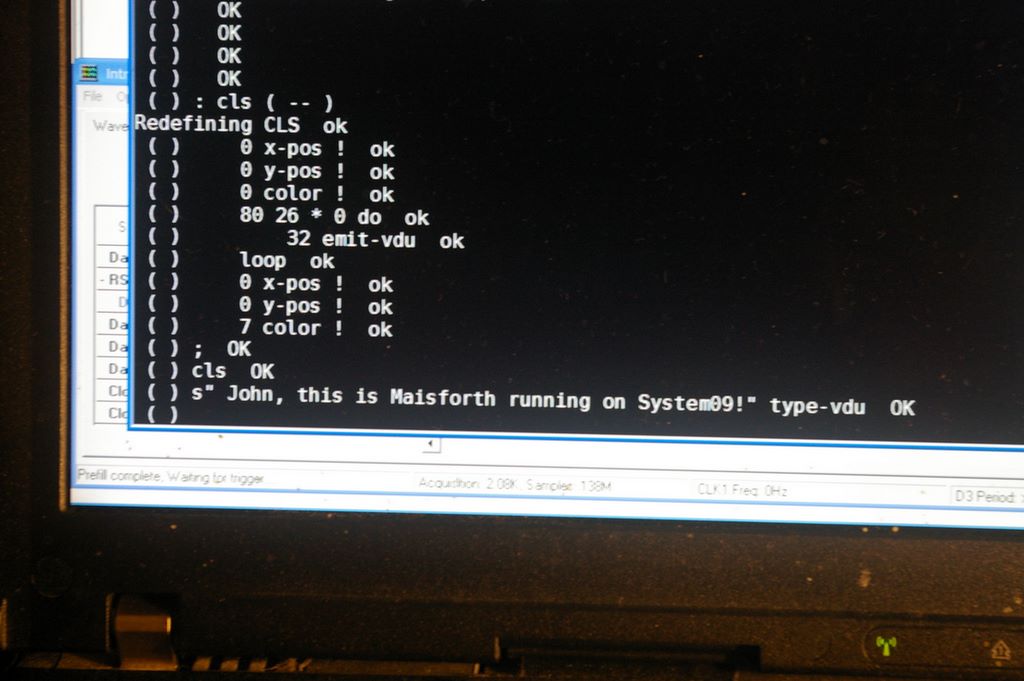 ( ) OK
( ) OK
( ) OK
( ) OK
Intr
File
( ) : cls ( -- )
Wave
Redefining CLS ok
( ) 0 x-pos ! ok
( ) 0 y-pos ! ok
( ) 0 color ! ok
( ) 80 26 * 0 do ok
S
( ) 32 emit-vdu ok
Da
( ) loop ok
- RS
( ) 0 x-pos ! ok
D
( ) 0 y-pos ! ok
Da
( ) 7 color ! ok
Da
( ) ; OK
Da
( ) cls OK
Clo
( ) s" John, this is Maisforth running on System09!" type-vdu OK
Clo
( )
Prefill complete, Waiting for trigger
Acquisition: 2.08K, Samples: 138M
CLK1 Freq: 0Hz
D3 Period: